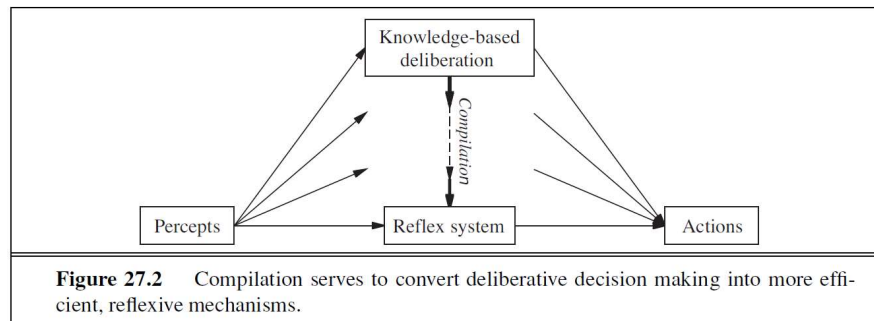 Knowledge-based
deliberation
Compilation
Percepts
Reflex system
Actions
Figure 27.2 Compilation serves to convert deliberative decision making into more effi-
cient, reflexive mechanisms.